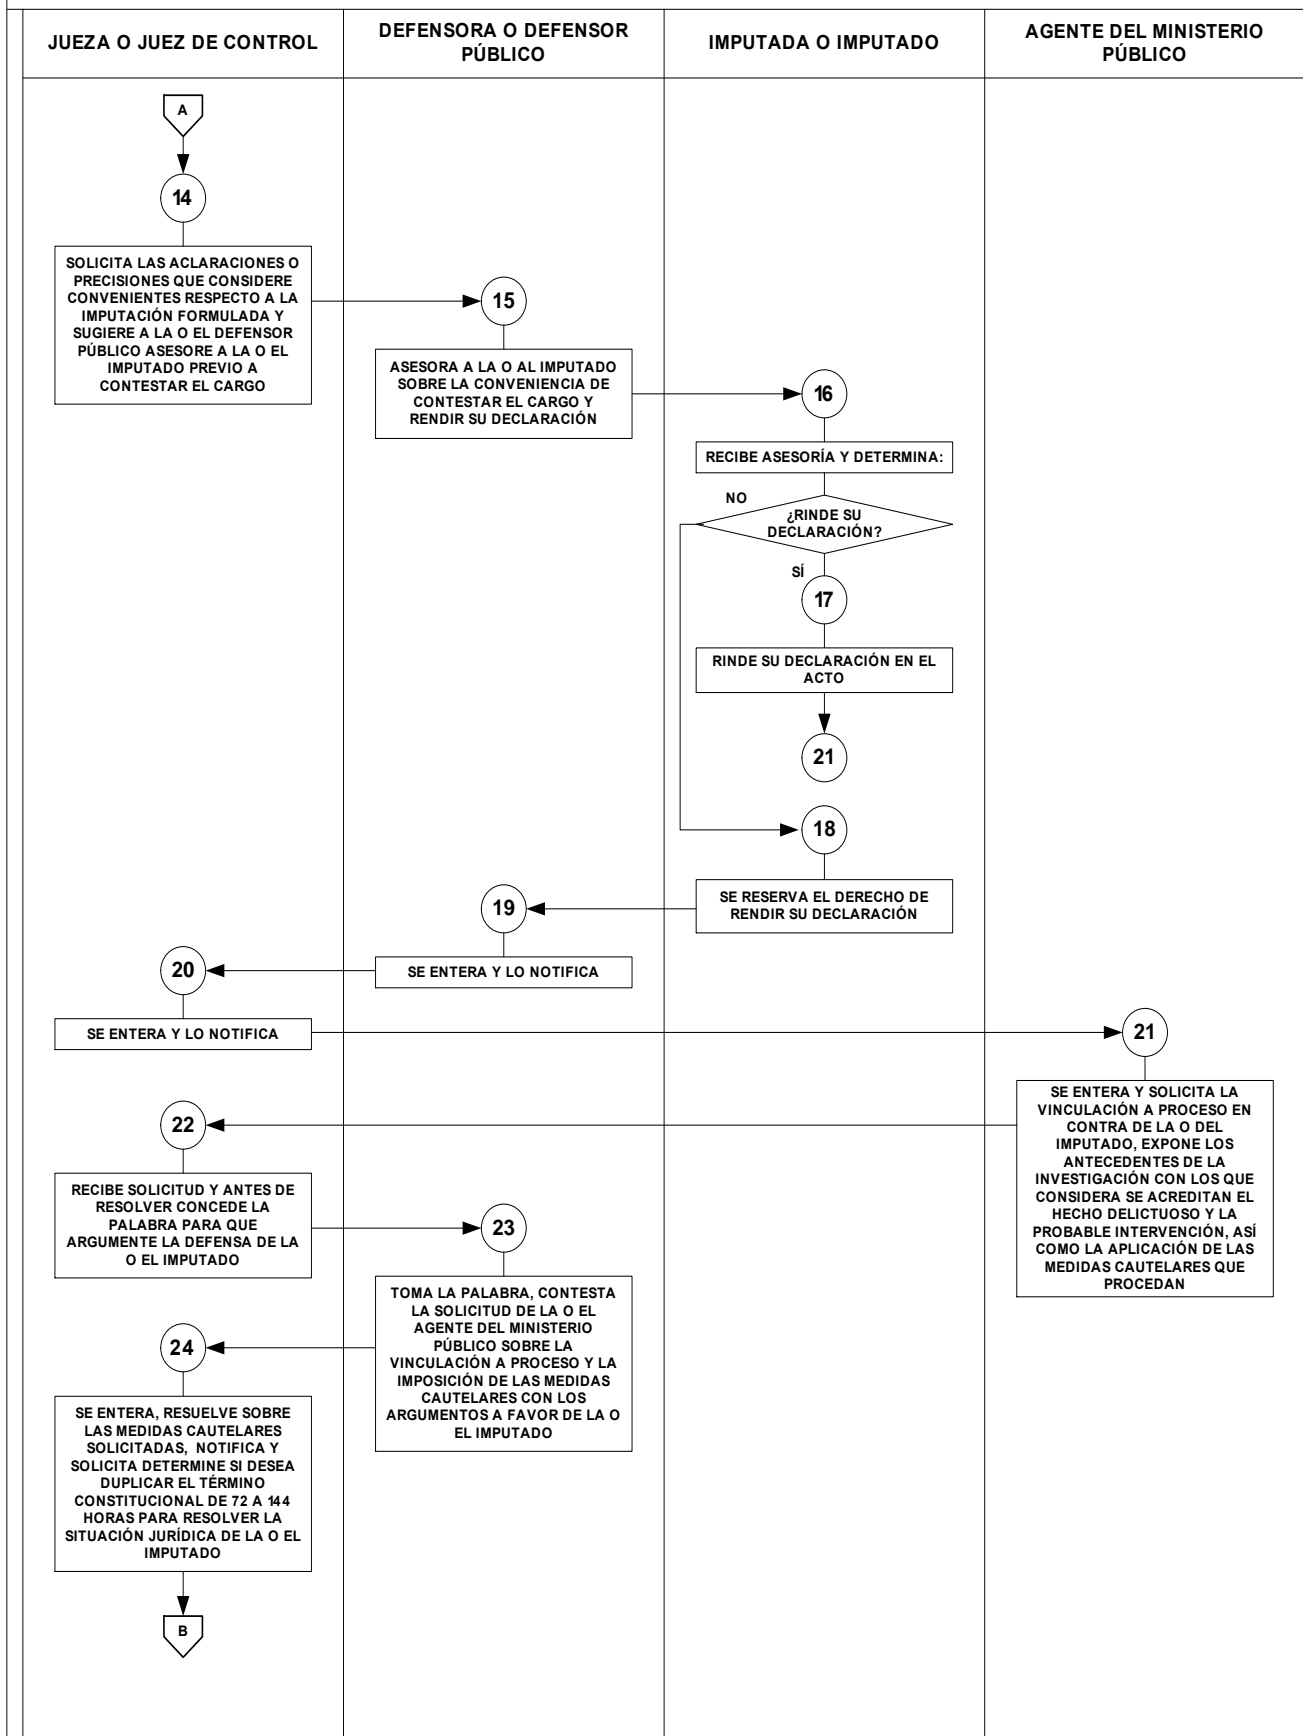 JUEZA O JUEZ DE CONTROL
DEFENSORA O DEFENSOR
PÚBLICO
IMPUTADA O IMPUTADO
AGENTE DEL MINISTERIO
PÚBLICO
A
14
SOLICITA LAS ACLARACIONES O
PRECISIONES QUE CONSIDERE
CONVENIENTES RESPECTO A LA
IMPUTACIÓN FORMULADA Y
SUGIERE A LA O EL DEFENSOR
PÚBLICO ASESORE A LA O EL
IMPUTADO PREVIO A
CONTESTAR EL CARGO
15
ASESORA A LA O AL IMPUTADO
SOBRE LA CONVENIENCIA DE
CONTESTAR EL CARGO Y
RENDIR SU DECLARACIÓN
16
RECIBE ASESORÍA Y DETERMINA:
NO
¿RINDE SU
DECLARACIÓN?
SÍ
17
RINDE SU DECLARACIÓN EN EL
ACTO
21
18
SE RESERVA EL DERECHO DE
RENDIR SU DECLARACIÓN
19
SE ENTERA Y LO NOTIFICA
20
SE ENTERA Y LO NOTIFICA
21
SE ENTERA Y SOLICITA LA
VINCULACIÓN A PROCESO EN
CONTRA DE LA O DEL
IMPUTADO, EXPONE LOS
ANTECEDENTES DE LA
INVESTIGACIÓN CON LOS QUE
CONSIDERA SE ACREDITAN EL
HECHO DELICTUOSO Y LA
PROBABLE INTERVENCIÓN, ASÍ
COMO LA APLICACIÓN DE LAS
MEDIDAS CAUTELARES QUE
PROCEDAN
22
RECIBE SOLICITUD Y ANTES DE
RESOLVER CONCEDE LA
PALABRA PARA QUE
ARGUMENTE LA DEFENSA DE LA
O EL IMPUTADO
23
TOMA LA PALABRA, CONTESTA
LA SOLICITUD DE LA O EL
AGENTE DEL MINISTERIO
PÚBLICO SOBRE LA
VINCULACIÓN A PROCESO Y LA
IMPOSICIÓN DE LAS MEDIDAS
CAUTELARES CON LOS
ARGUMENTOS A FAVOR DE LA O
EL IMPUTADO
24
SE ENTERA, RESUELVE SOBRE
LAS MEDIDAS CAUTELARES
SOLICITADAS, NOTIFICA Y
SOLICITA DETERMINE SI DESEA
DUPLICAR EL TÉRMINO
CONSTITUCIONAL DE 72 A 144
HORAS PARA RESOLVER LA
SITUACIÓN JURÍDICA DE LA O EL
IMPUTADO
B